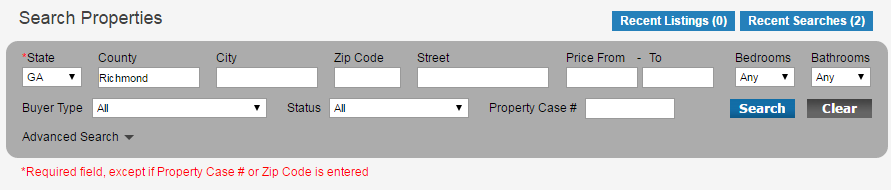 Search Properties
Recent Listings (0) Recent Searches (2)
*State County City Zip Code Street Price From - To Bedrooms Bathrooms
GA Richmond Any Any
Buyer Type All Status All Property Case # Search Clear
Advanced Search
*Required field, except if Property Case # or Zip Code is entered